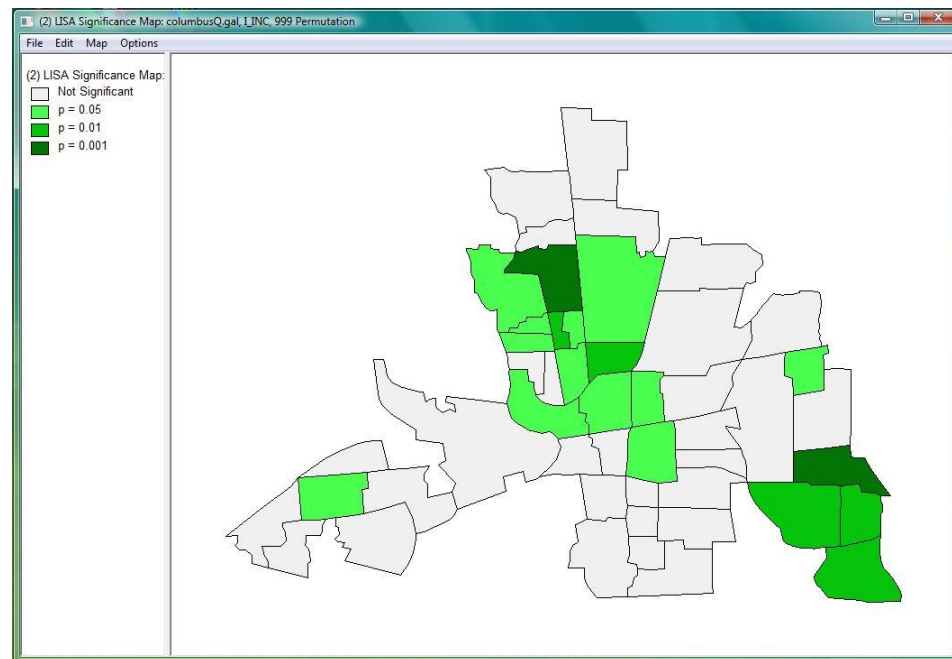 (2) LISA Significance Map: columbusQ.gal, I_INC, 999 Permutation
File Edit Map Options
(2) LISA Significance Map:
Not Significant
p = 0.05
p = 0.01
p = 0.001